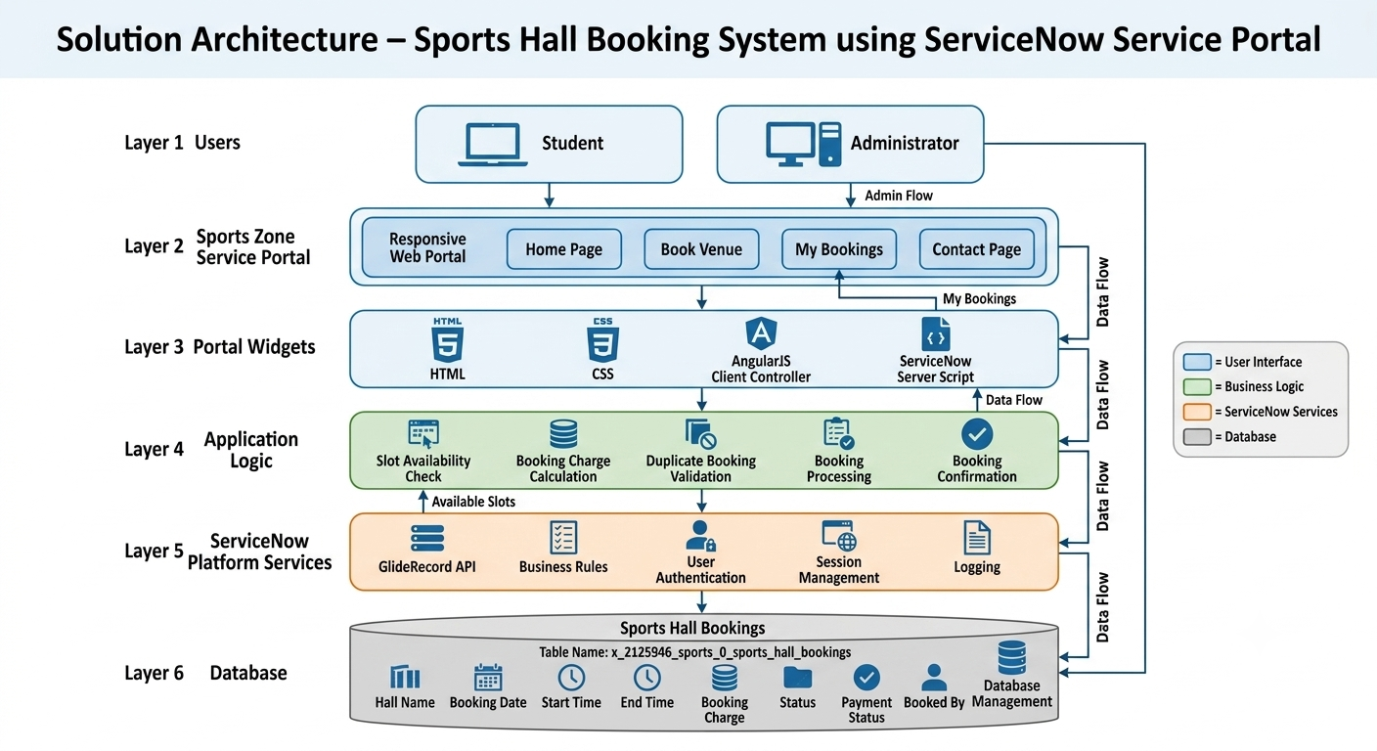 Solution Architecture – Sports Hall Booking System using ServiceNow Service Portal
Layer 1 Users
Student
Administrator
Admin Flow
Layer 2 Sports Zone
Service Portal
Responsive
Web Portal
Home Page
Book Venue
My Bookings
Contact Page
My Bookings
Data Flow
Layer 3 Portal Widgets
HTML
5
HTML
CSS
3
CSS
A
AngularJS
Client Controller
ServiceNow
Server Script
Data Flow
Data Flow
Layer 4 Application
Logic
Slot Availability
Check
Booking Charge
Calculation
Duplicate Booking
Validation
Booking
Processing
Booking
Confirmation
Available Slots
Data Flow
Layer 5 ServiceNow
Platform Services
GlideRecord API
Business Rules
User
Authentication
Session
Management
Logging
Data Flow
Layer 6 Database
Sports Hall Bookings
Table Name: x_2125946_sports_0_sports_hall_bookings
Hall Name
Booking Date
Start Time
End Time
Booking
Charge
Status
Payment
Status
Booked By
Database
Management
= User Interface
= Business Logic
= ServiceNow Services
= Database